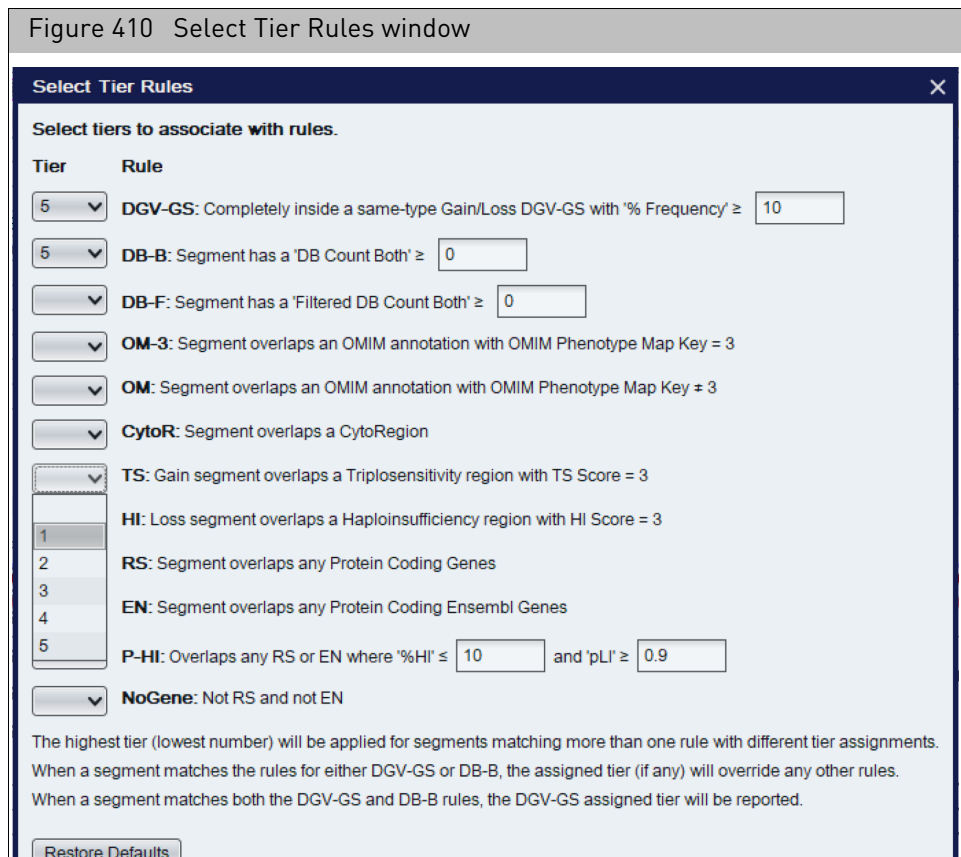 Figure 410 Select Tier Rules window
Select Tier Rules
Select tiers to associate with rules.
Tier Rule
5 DGV-GS: Completely inside a same-type Gain/Loss DGV-GS with '% Frequency' ≥ 10
5 DB-B: Segment has a 'DB Count Both' ≥ 0
DB-F: Segment has a 'Filtered DB Count Both' ≥ 0
OM-3: Segment overlaps an OMIM annotation with OMIM Phenotype Map Key = 3
OM: Segment overlaps an OMIM annotation with OMIM Phenotype Map Key ≠ 3
CytoR: Segment overlaps a CytoRegion
TS: Gain segment overlaps a Triplosensitivity region with TS Score = 3
HI: Loss segment overlaps a Haploinsufficiency region with HI Score = 3
1
2 RS: Segment overlaps any Protein Coding Genes
3
4 EN: Segment overlaps any Protein Coding Ensembl Genes
5 P-HI: Overlaps any RS or EN where '%HI' ≤ 10 and 'pLI' ≥ 0.9
NoGene: Not RS and not EN
The highest tier (lowest number) will be applied for segments matching more than one rule with different tier assignments.
When a segment matches the rules for either DGV-GS or DB-B, the assigned tier (if any) will override any other rules.
When a segment matches both the DGV-GS and DB-B rules, the DGV-GS assigned tier will be reported.
Restore Defaults